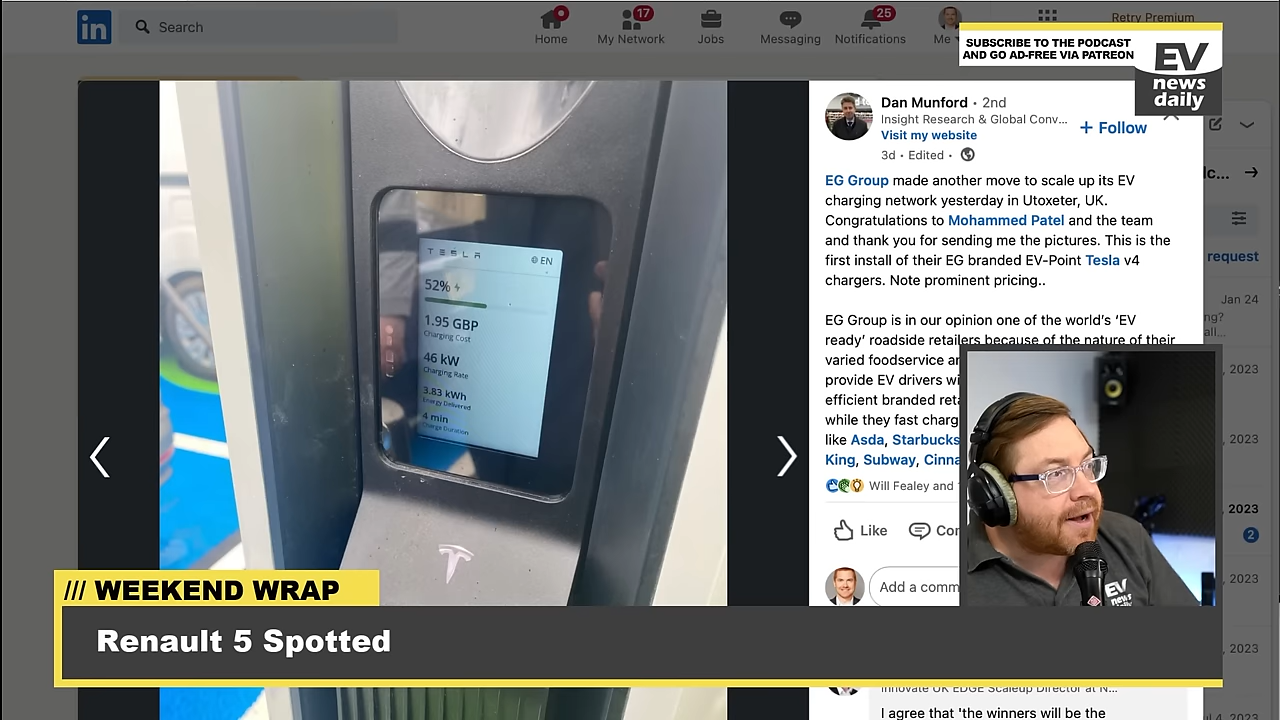 in
Search
Home
17
My Network
Jobs
Messaging
25
Notifications
Me
Retry Premium
SUBSCRIBE TO THE PODCAST
AND GO AD-FREE VIA PATREON
EV
news
daily
Dan Munford • 2nd
Insight Research & Global Conv...
Visit my website
+ Follow
3d • Edited •
EG Group made another move to scale up its EV
charging network yesterday in Utoxeter, UK.
Congratulations to Mohammed Patel and the team
and thank you for sending me the pictures. This is the
first install of their EG branded EV-Point Tesla v4
chargers. Note prominent pricing..
EG Group is in our opinion one of the world's 'EV
ready' roadside retailers because of the nature of their
varied foodservice
provide EV drivers
efficient branded
while they fast
like Asda, Starbucks
King, Subway,
Will Fealey and
Like
Add a
TESLA
EN
52%
1.95 GBP
Charging Cost
46 kW
Charging Rate
3.83 kWh
Energy Delivered
4 min
Charge Duration
request
Jan 24
, 2023
, 2023
2023
2
, 2023
, 2023
EV
news
/// WEEKEND WRAP
Renault 5 Spotted
Innovate UK EDGE Scaleup Director at N...
I agree that 'the winners will be the